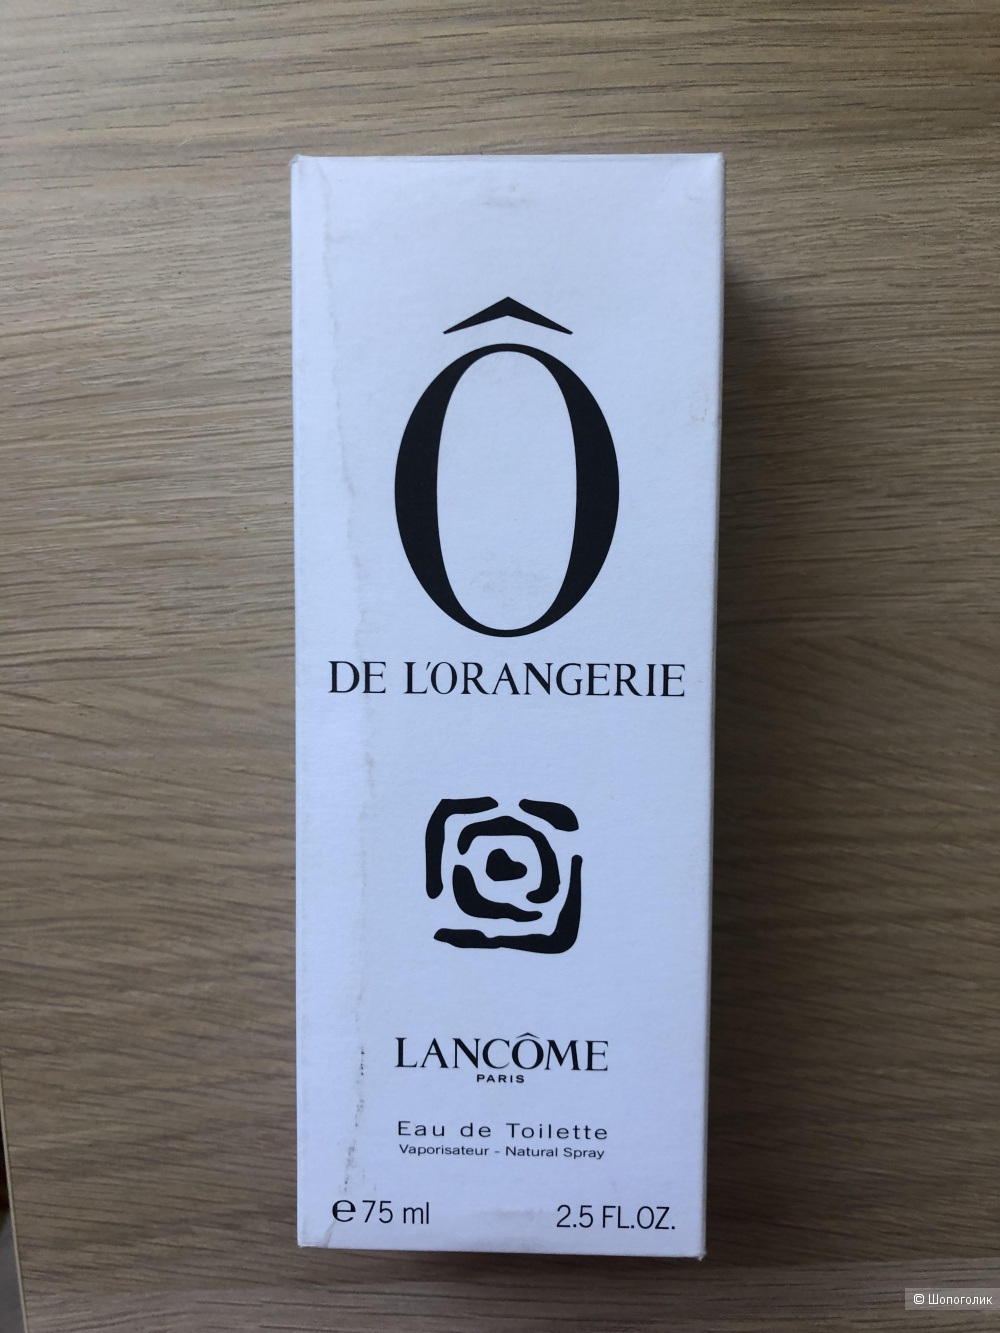 Ô
DE L'ORANGERIE
LANCÔME
PARIS
Eau de Toilette
Vaporisateur - Natural Spray
℮75 ml 2.5 FL.OZ.
© Шопоголик